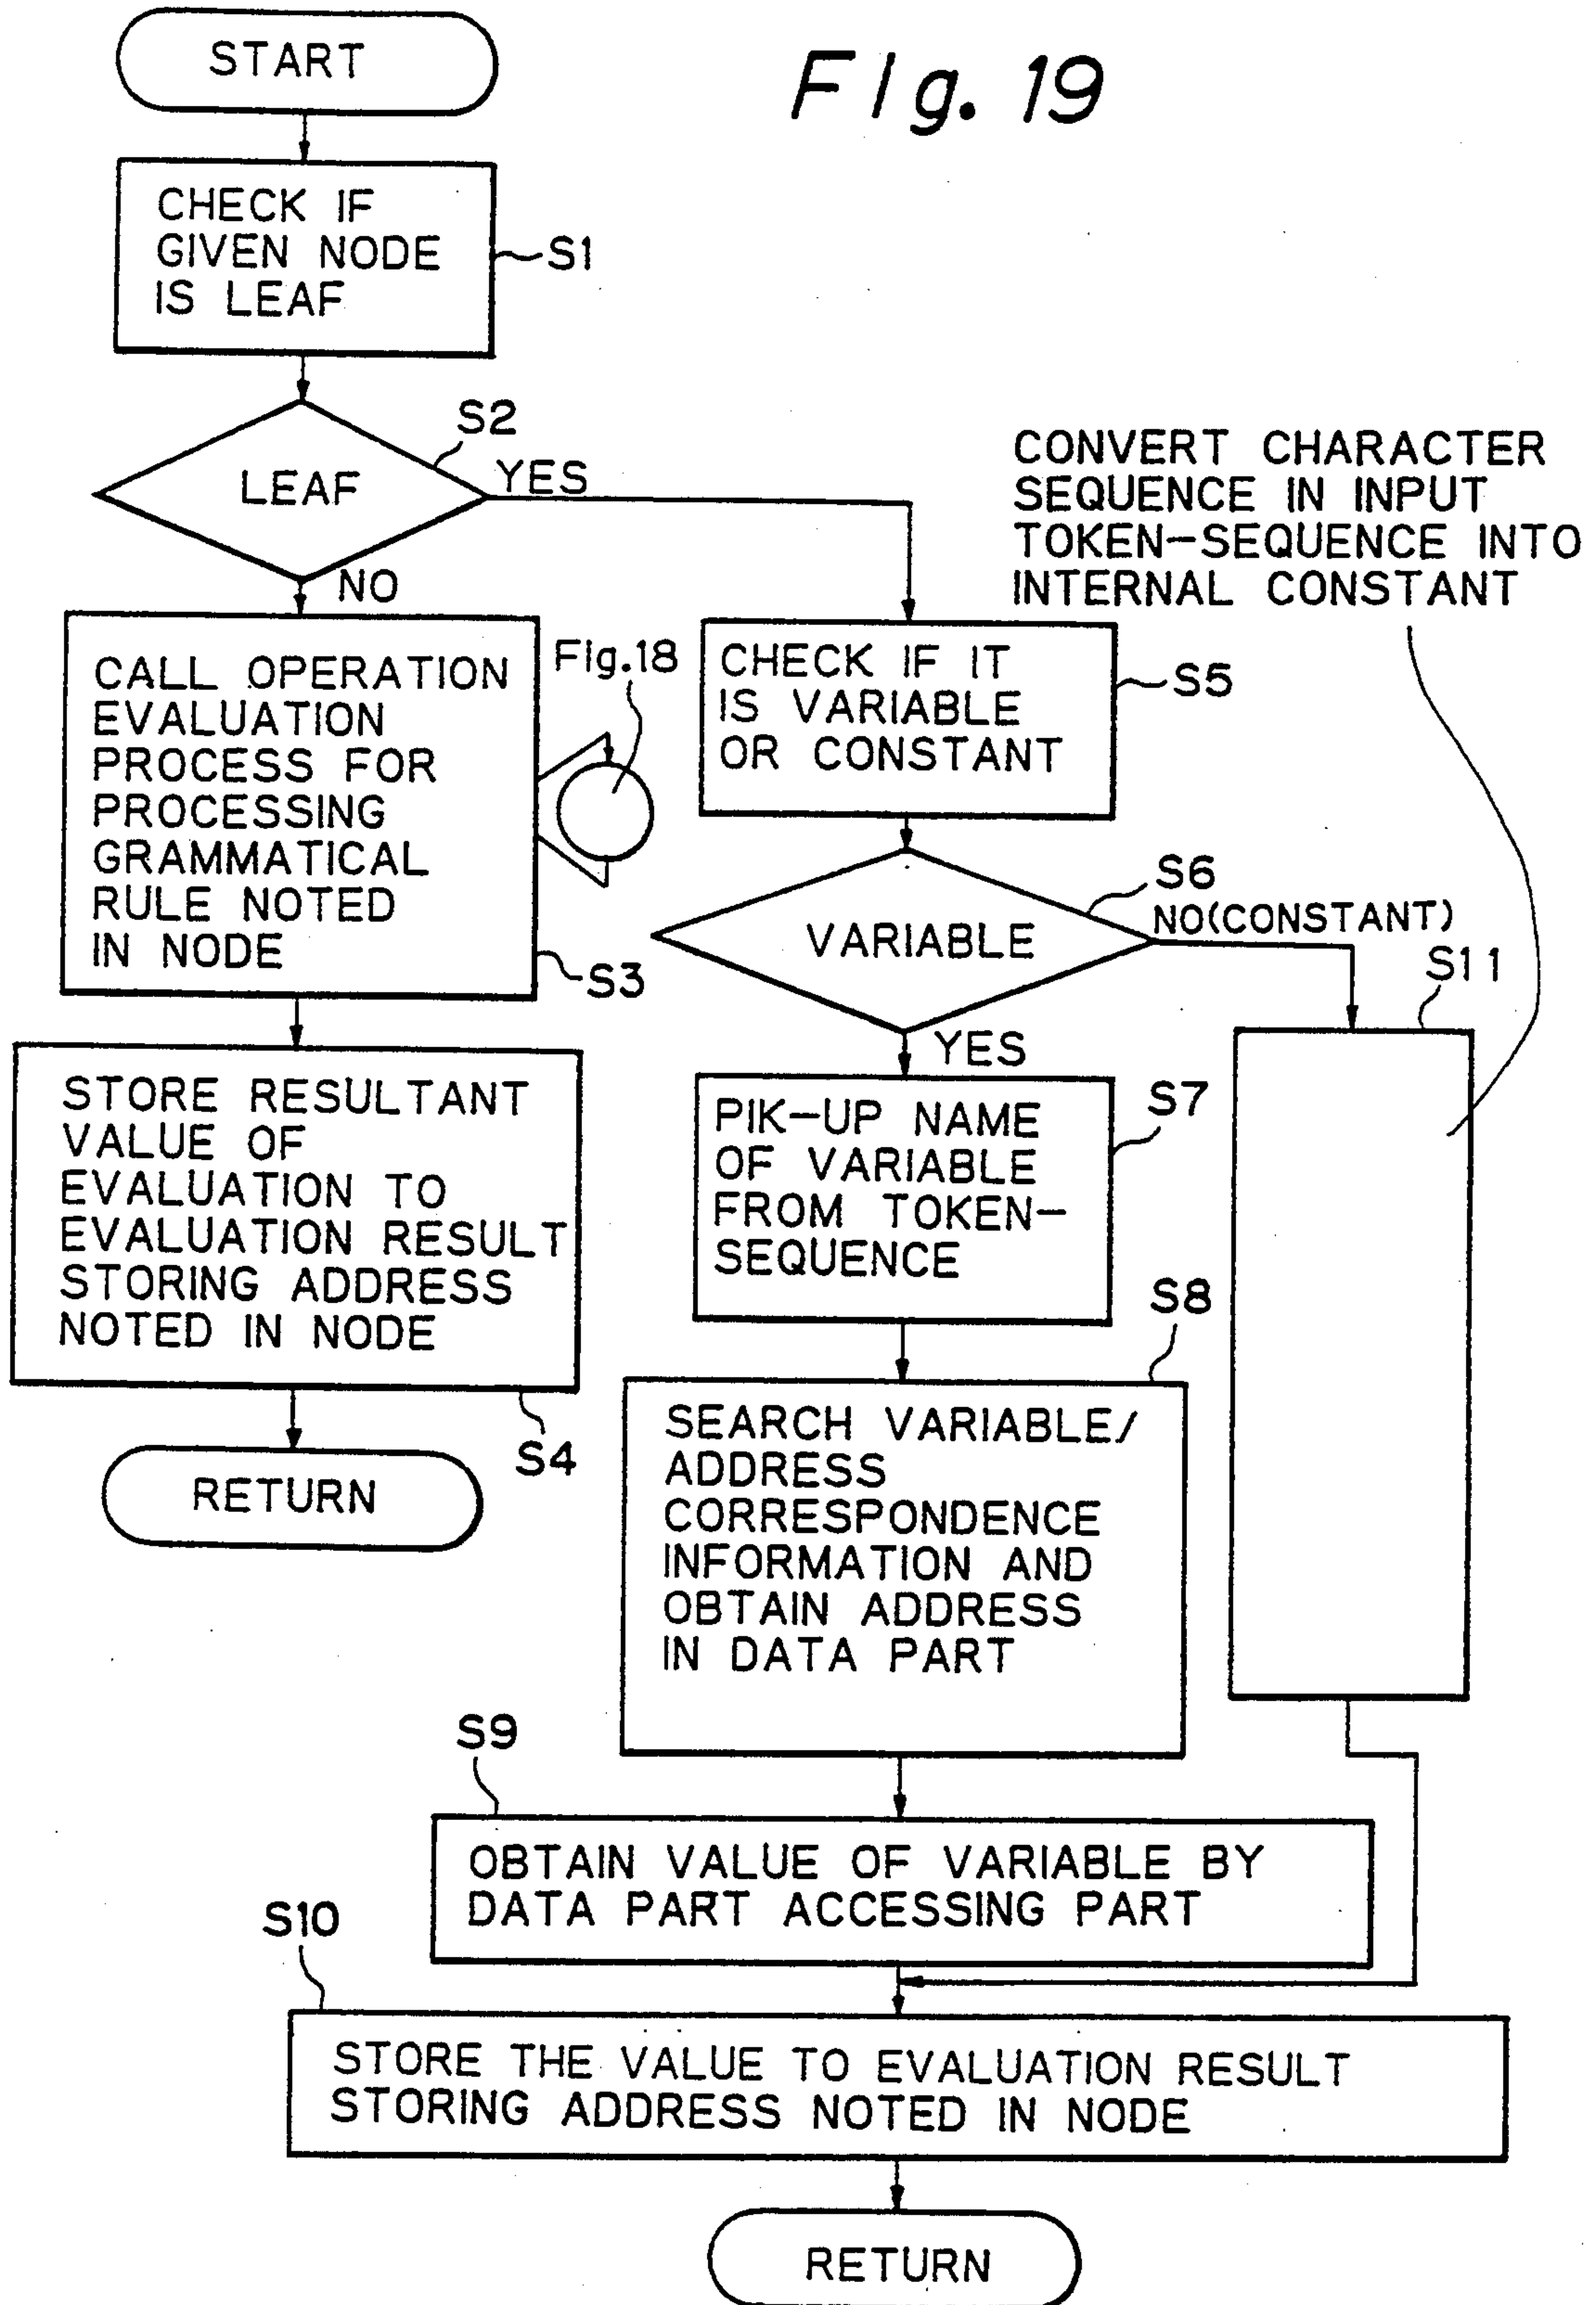 START
FIg. 19
CHECK IF
GIVEN NODE
IS LEAF
S1
S2
LEAF
YES
NO
CONVERT CHARACTER
SEQUENCE IN INPUT
TOKEN-SEQUENCE INTO
INTERNAL CONSTANT
CALL OPERATION
EVALUATION
PROCESS FOR
PROCESSING
GRAMMATICAL
RULE NOTED
IN NODE
S3
FIg.18
CHECK IF IT
IS VARIABLE
OR CONSTANT
S5
S6
VARIABLE
NO(CONSTANT)
S11
YES
STORE RESULTANT
VALUE OF
EVALUATION TO
EVALUATION RESULT
STORING ADDRESS
NOTED IN NODE
S4
RETURN
PIK-UP NAME
OF VARIABLE
FROM TOKEN-
SEQUENCE
S7
S8
SEARCH VARIABLE/
ADDRESS
CORRESPONDENCE
INFORMATION AND
OBTAIN ADDRESS
IN DATA PART
S9
OBTAIN VALUE OF VARIABLE BY
DATA PART ACCESSING PART
S10
STORE THE VALUE TO EVALUATION RESULT
STORING ADDRESS NOTED IN NODE
RETURN